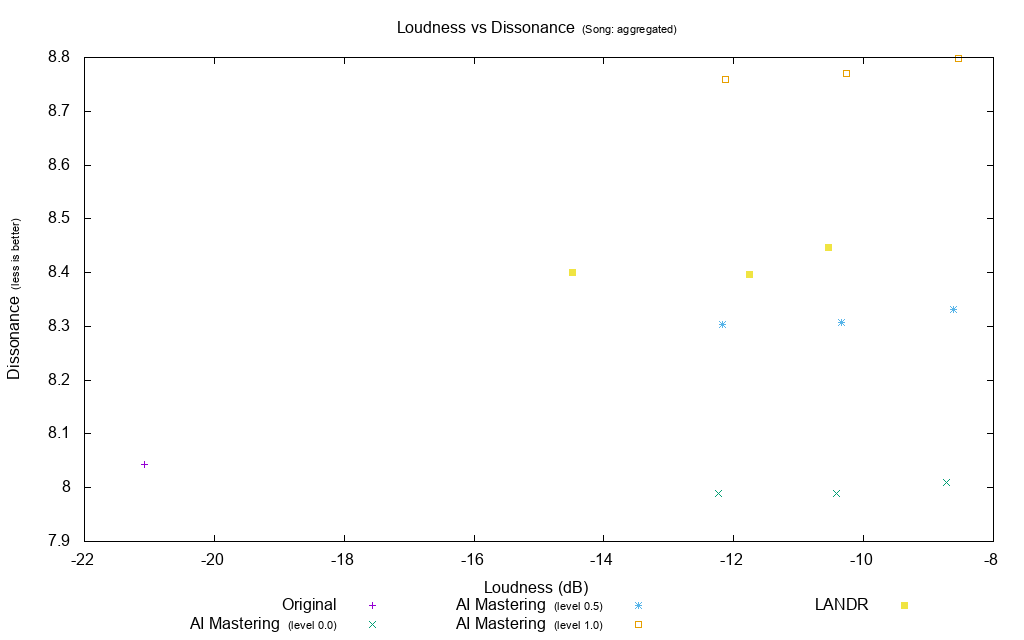 Loudness vs Dissonance (Song: aggregated)
8.8
8.7
8.6
8.5
8.4
8.3
8.2
8.1
8
7.9
Dissonance (less is better)
-22 -20 -18 -16 -14 -12 -10 -8
Loudness (dB)
Original AI Mastering (level 0.5) LANDR
AI Mastering (level 0.0) AI Mastering (level 1.0)